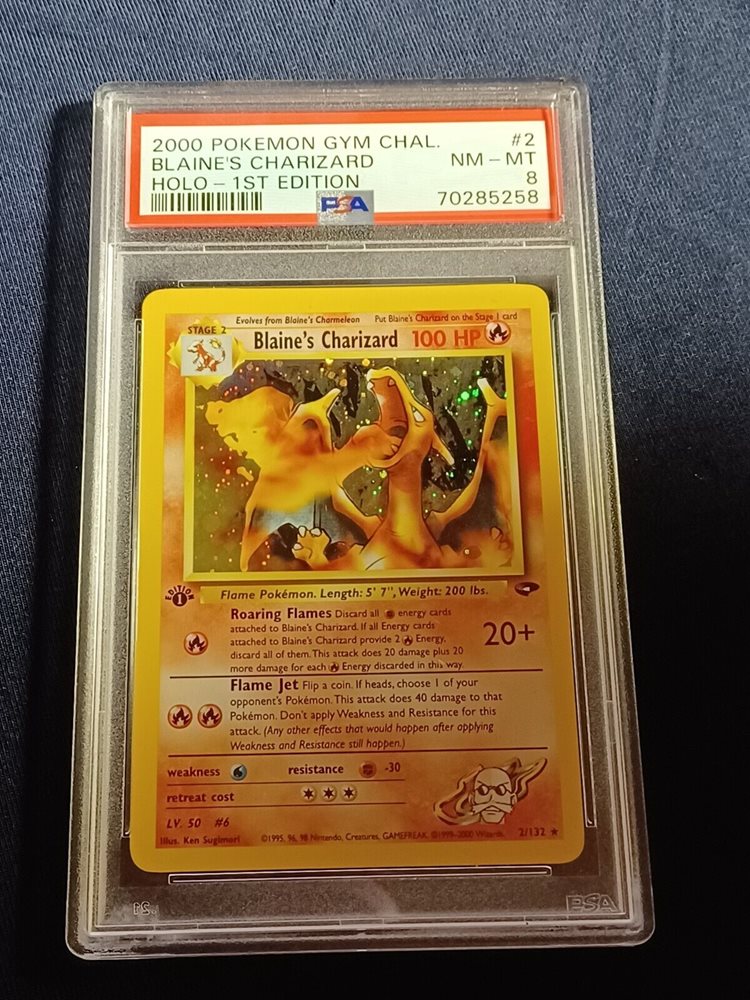 2000 POKEMON GYM CHAL. #2
BLAINE'S CHARIZARD NM - MT
HOLO - 1ST EDITION 8
PSA 70285258
Evolves from Blaine's Charmeleon Put Blaine's Charizard on the Stage 1 card
STAGE 2
Blaine's Charizard 100 HP
Flame Pokémon. Length: 5' 7", Weight: 200 lbs.
EDITION
1
Roaring Flames Discard all energy cards
attached to Blaine's Charizard. If all Energy cards
attached to Blaine's Charizard provide 2 Energy,
discard all of them. This attack does 20 damage plus 20
more damage for each Energy discarded in this way.
20+
Flame Jet Flip a coin. If heads, choose 1 of your
opponent's Pokémon. This attack does 40 damage to that
Pokémon. Don't apply Weakness and Resistance for this
attack. (Any other effects that would happen after applying
Weakness and Resistance still happen.)
weakness resistance -30
retreat cost
LV. 50 #6
Illus. Ken Sugimori ©1995, 96, 98 Nintendo, Creatures, GAMEFREAK. ©1999-2000 Wizards. 2/132 ★
PSA